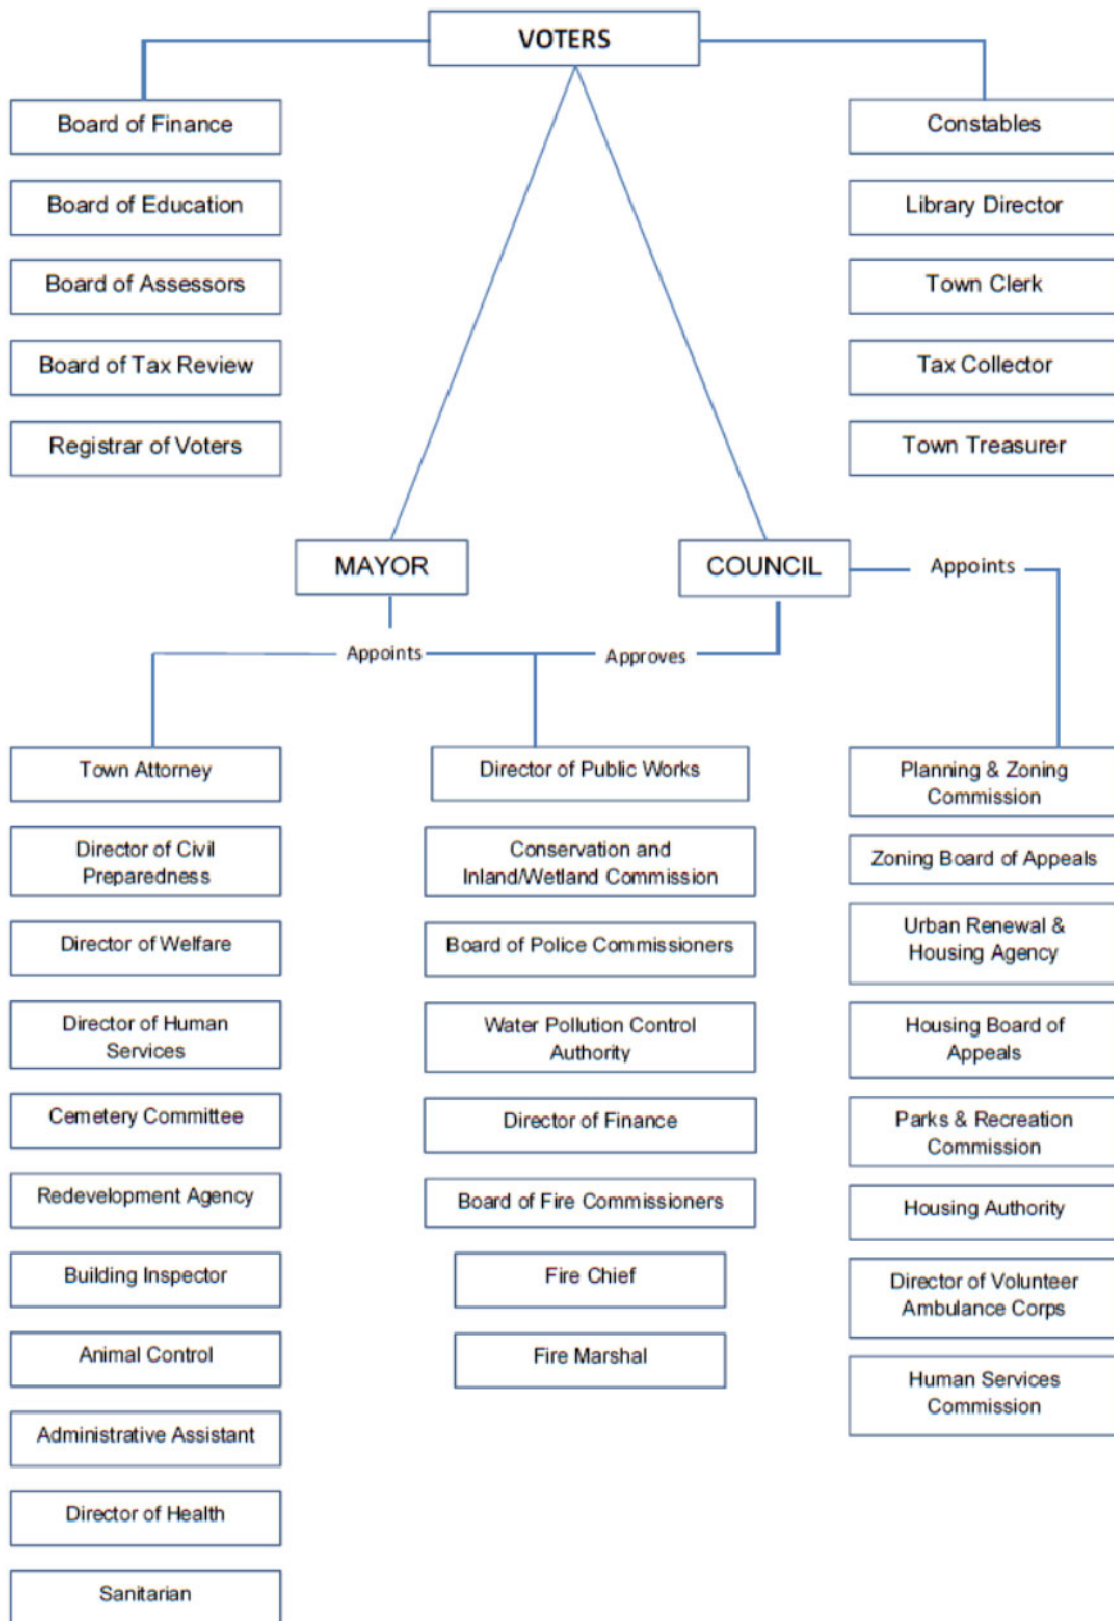 VOTERS
Board of Finance
Board of Education
Board of Assessors
Board of Tax Review
Registrar of Voters
Constables
Library Director
Town Clerk
Tax Collector
Town Treasurer
MAYOR
COUNCIL
Appoints
Appoints
Approves
Town Attorney
Director of Civil
Preparedness
Director of Welfare
Director of Human
Services
Cemetery Committee
Redevelopment Agency
Building Inspector
Animal Control
Administrative Assistant
Director of Health
Sanitarian
Director of Public Works
Conservation and
Inland/Wetland Commission
Board of Police Commissioners
Water Pollution Control
Authority
Director of Finance
Board of Fire Commissioners
Fire Chief
Fire Marshal
Planning & Zoning
Commission
Zoning Board of Appeals
Urban Renewal &
Housing Agency
Housing Board of
Appeals
Parks & Recreation
Commission
Housing Authority
Director of Volunteer
Ambulance Corps
Human Services
Commission